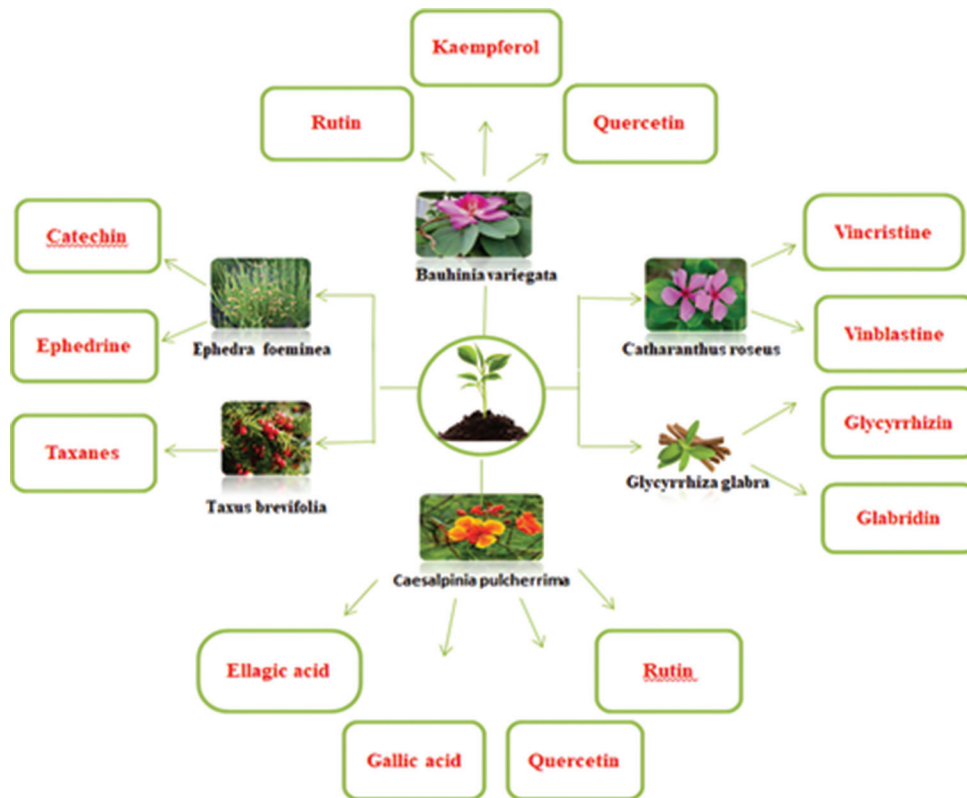 Kaempferol
Rutin
Quercetin
Bauhinia variegata
Catechin
Ephedrine
Ephedra foeminea
Taxanes
Taxus brevifolia
Vincristine
Vinblastine
Catharanthus roseus
Glycyrrhizin
Glabridin
Glycyrrhiza glabra
Caesalpinia pulcherrima
Ellagic acid
Gallic acid
Quercetin
Rutin